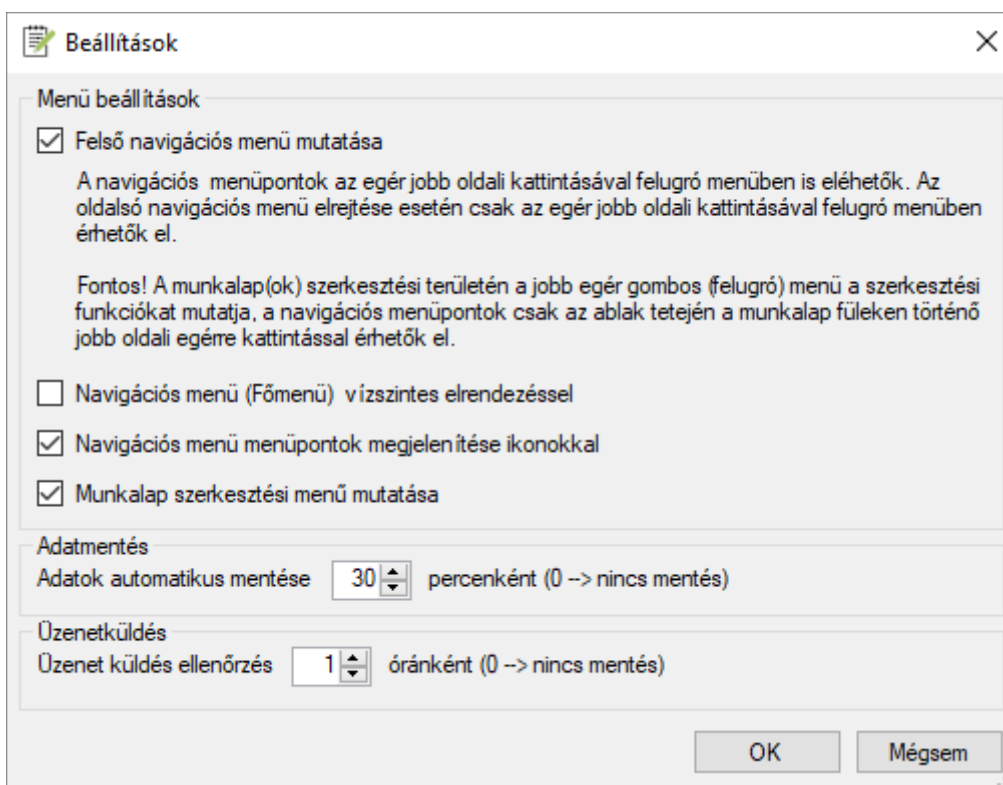 Beállítások
Menü beállítások
Felső navigációs menü mutatása
A navigációs menüpontok az egér jobb oldali kattintásával felugró menüben is eléhetők. Az
oldalsó navigációs menü elrejtése esetén csak az egér jobb oldali kattintásával felugró menüben
érhetők el.
Fontos! A munkalap(ok) szerkesztési területén a jobb egér gombos (felugró) menü a szerkesztési
funkciókat mutatja, a navigációs menüpontok csak az ablak tetején a munkalap füleken történő
jobb oldali egérre kattintással érhetők el.
Navigációs menü (Főmenü) vízszintes elrendezéssel
Navigációs menü menüpontok megjelenítése ikonokkal
Munkalap szerkesztési menű mutatása
Adatmentés
Adatok automatikus mentése 30 percenként (0 --> nincs mentés)
Üzenetküldés
Üzenet küldés ellenőrzés 1 óránként (0 --> nincs mentés)
OK Mégsem